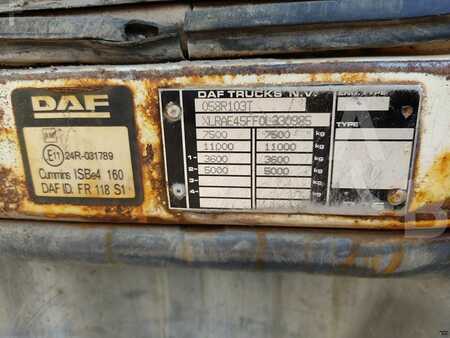 DAF
E11 24R-031789
Cummins ISBe4 160
DAF ID. FR 118 S1
DAF TRUCKS N.V.
058R103T
XLRAE45FF0L330985
7500 7500 kg
11000 11000 kg
1- 3600 3600 kg
2- 5000 5000 kg
3- kg
4-
TYPE